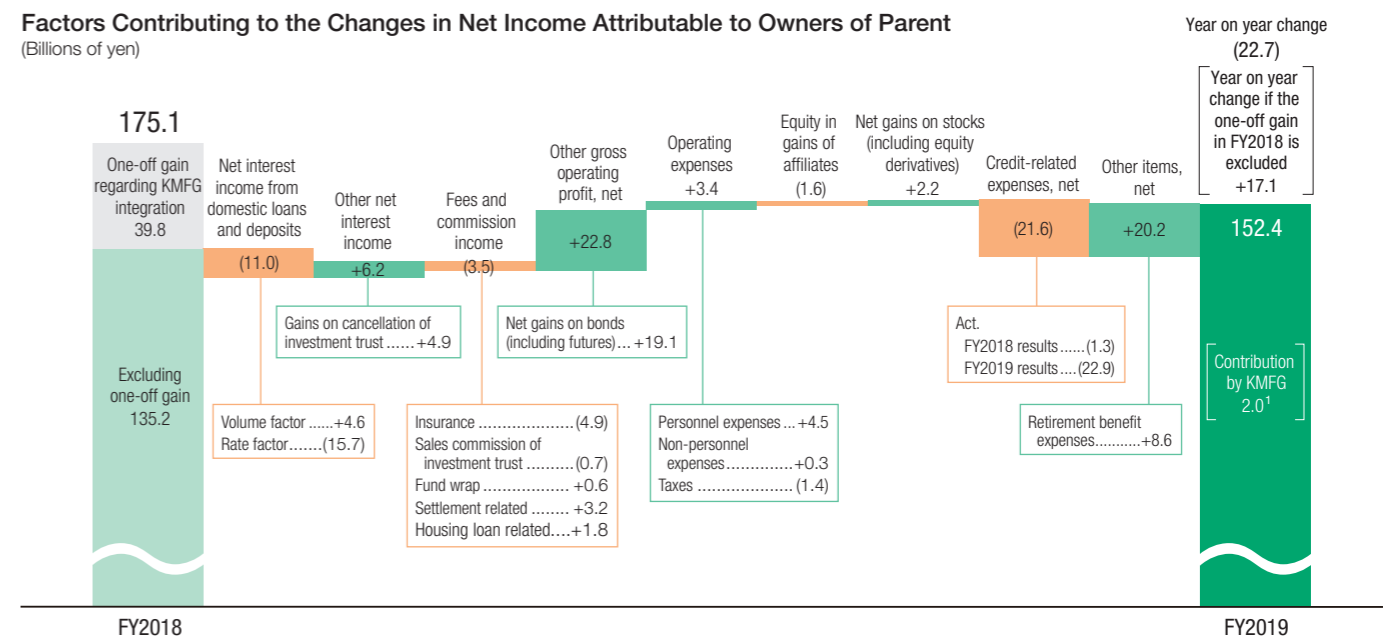 Factors Contributing to the Changes in Net Income Attributable to Owners of Parent
(Billions of yen)
Year on year change
(22.7)
Year on year
change if the
one-off gain
in FY2018 is
excluded
+17.1
175.1
One-off gain
regarding KMFG
integration
39.8
Excluding
one-off gain
135.2
Net interest
income from
domestic loans
and deposits
(11.0)
Volume factor ......+4.6
Rate factor.......(15.7)
Other net
interest
income
+6.2
Gains on cancellation of
investment trust ......+4.9
Fees and
commission
income
(3.5)
Insurance .....................(4.9)
Sales commission of
investment trust ..........(0.7)
Fund wrap ................... +0.6
Settlement related ........ +3.2
Housing loan related....+1.8
Other gross
operating
profit, net
+22.8
Net gains on bonds
(including futures)... +19.1
Operating
expenses
+3.4
Personnel expenses ... +4.5
Non-personnel
expenses..............+0.3
Taxes ..................... (1.4)
Equity in
gains of
affiliates
(1.6)
Net gains on stocks
(including equity
derivatives)
+2.2
Credit-related
expenses, net
(21.6)
Act.
FY2018 results......(1.3)
FY2019 results....(22.9)
Other items,
net
+20.2
Retirement benefit
expenses...........+8.6
152.4
Contribution
by KMFG
2.0¹
FY2018
FY2019